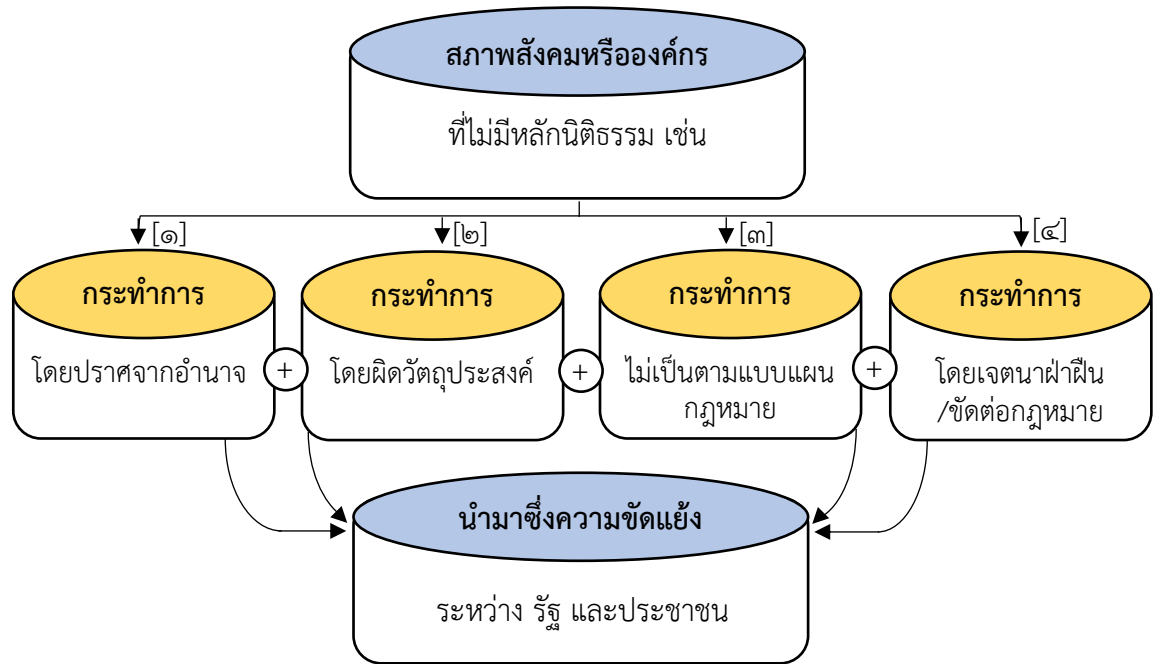 สภาพสังคมหรือองค์กร
ที่ไม่มีหลักนิติธรรม เช่น
[๑]
[๒]
[๓]
[๔]
กระทำการ
กระทำการ
กระทำการ
กระทำการ
โดยปราศจากอำนาจ
+
โดยผิดวัตถุประสงค์
+
ไม่เป็นตามแบบแผน
กฎหมาย
+
โดยเจตนาฝ่าฝืน
/ขัดต่อกฎหมาย
นำมาซึ่งความขัดแย้ง
ระหว่าง รัฐ และประชาชน